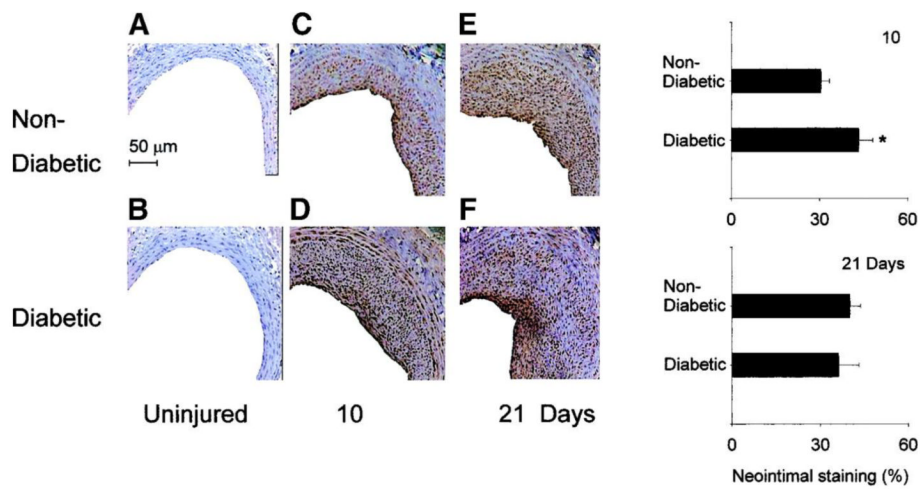 A
C
E
B
D
F
Non-
Diabetic
50 μm
Diabetic
Uninjured
10
21 Days
10
Non-
Diabetic
Diabetic
*
0
30
60
21 Days
Non-
Diabetic
Diabetic
0
30
60
Neointimal staining (%)